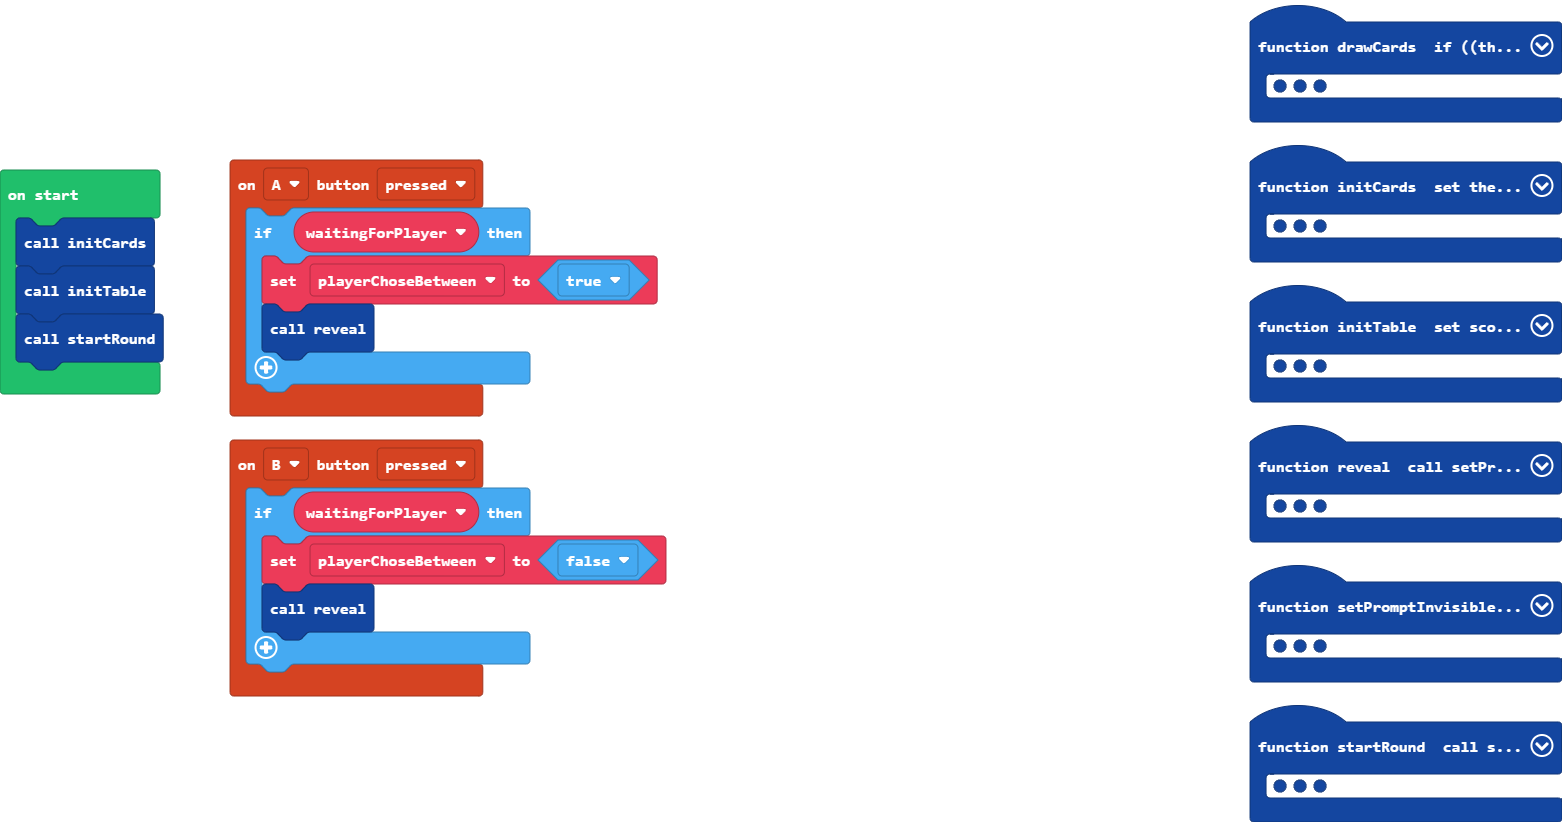 on start
call initCards
call initTable
call startRound
on A button pressed
if waitingForPlayer then
set playerChoseBetween to true
call reveal
on B button pressed
if waitingForPlayer then
set playerChoseBetween to false
call reveal
function drawCards if ((th...
function initCards set the...
function initTable set sco...
function reveal call setPr...
function setPromptInvisible...
function startRound call s...